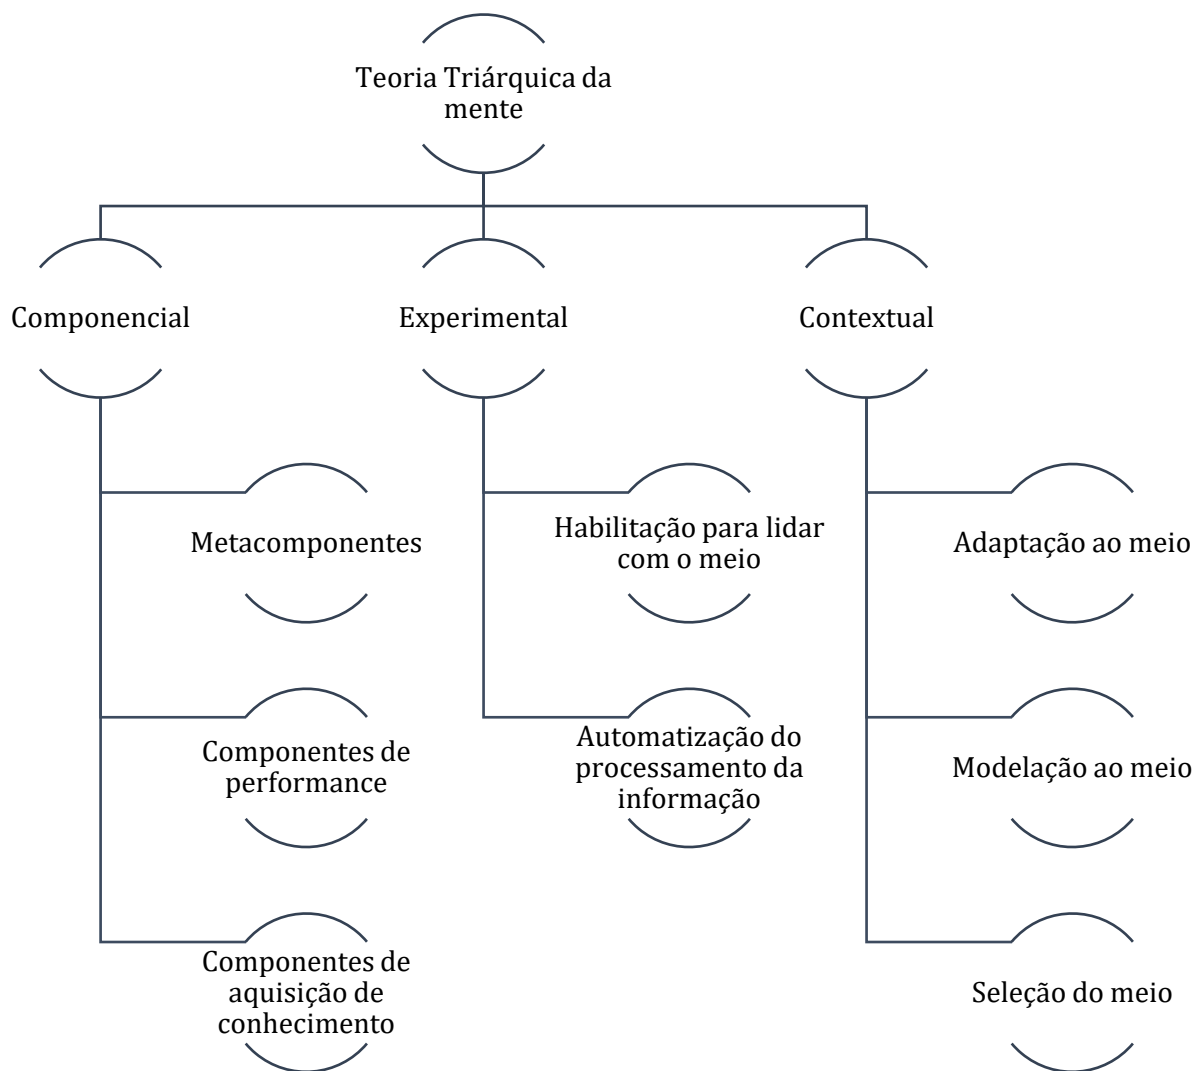 Teoria Triárquica da
mente
Componencial
Experimental
Contextual
Metacomponentes
Componentes de
performance
Componentes de
aquisição de
conhecimento
Habilitação para lidar
com o meio
Automatização do
processamento da
informação
Adaptação ao meio
Modelação ao meio
Seleção do meio